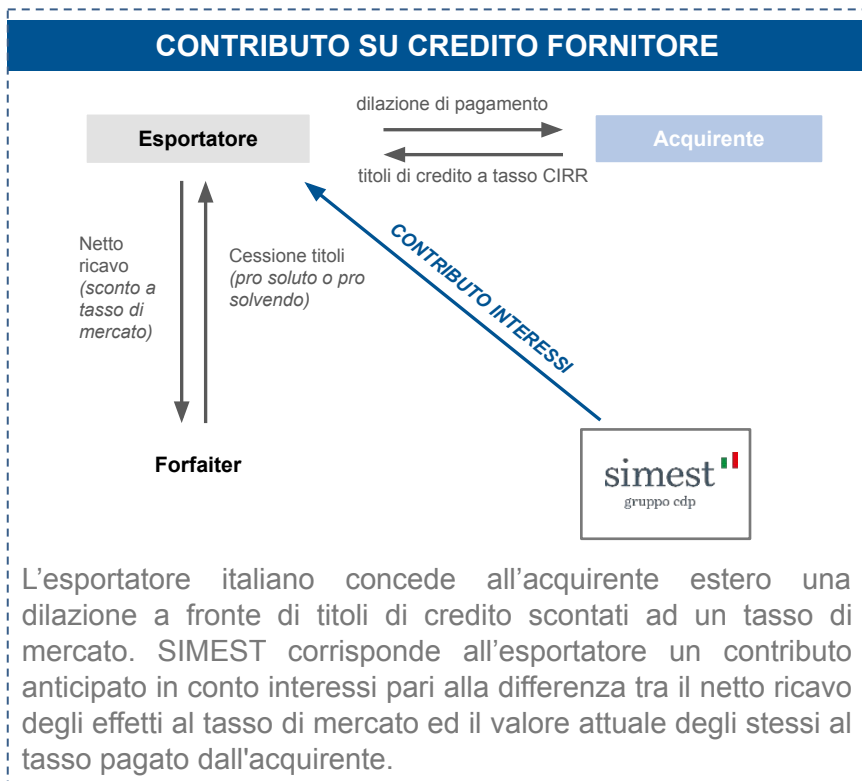 CONTRIBUTO SU CREDITO FORNITORE
dilazione di pagamento
Esportatore
Acquirente
titoli di credito a tasso CIRR
Netto
ricavo
(sconto a
tasso di
mercato)
Cessione titoli
(pro soluto o pro
solvendo)
CONTRIBUTO INTERESSI
Forfaiter
simest
gruppo cdp
L’esportatore italiano concede all’acquirente estero una
dilazione a fronte di titoli di credito scontati ad un tasso di
mercato. SIMEST corrisponde all’esportatore un contributo
anticipato in conto interessi pari alla differenza tra il netto ricavo
degli effetti al tasso di mercato ed il valore attuale degli stessi al
tasso pagato dall'acquirente.